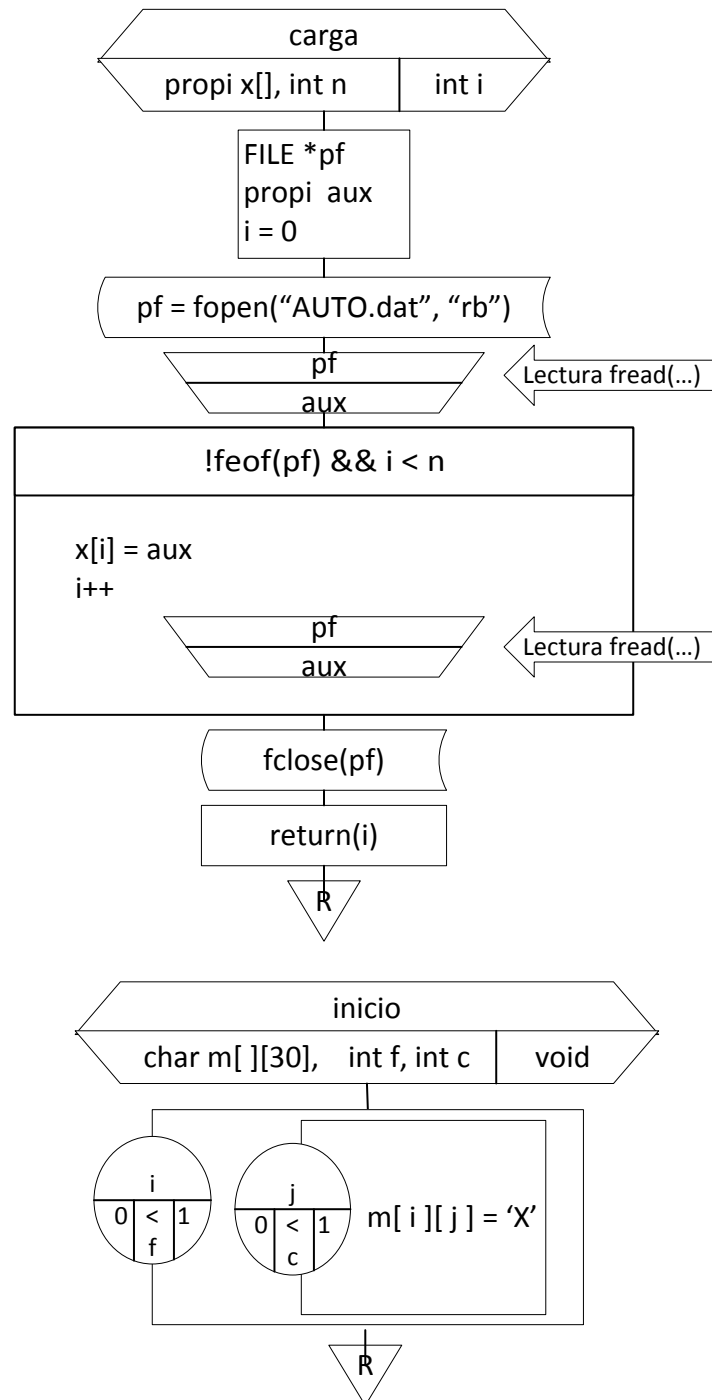 carga
propi x[], int n int i
FILE *pf
propi aux
i = 0
pf = fopen(“AUTO.dat”, “rb”)
pf
Lectura fread(...)
aux
!feof(pf) && i < n
x[i] = aux
i++
pf
Lectura fread(...)
aux
fclose(pf)
return(i)
R
inicio
char m[ ][30], int f, int c void
i
0 < 1
f
j
0 < 1
c
m[ i ][ j ] = ‘X’
R